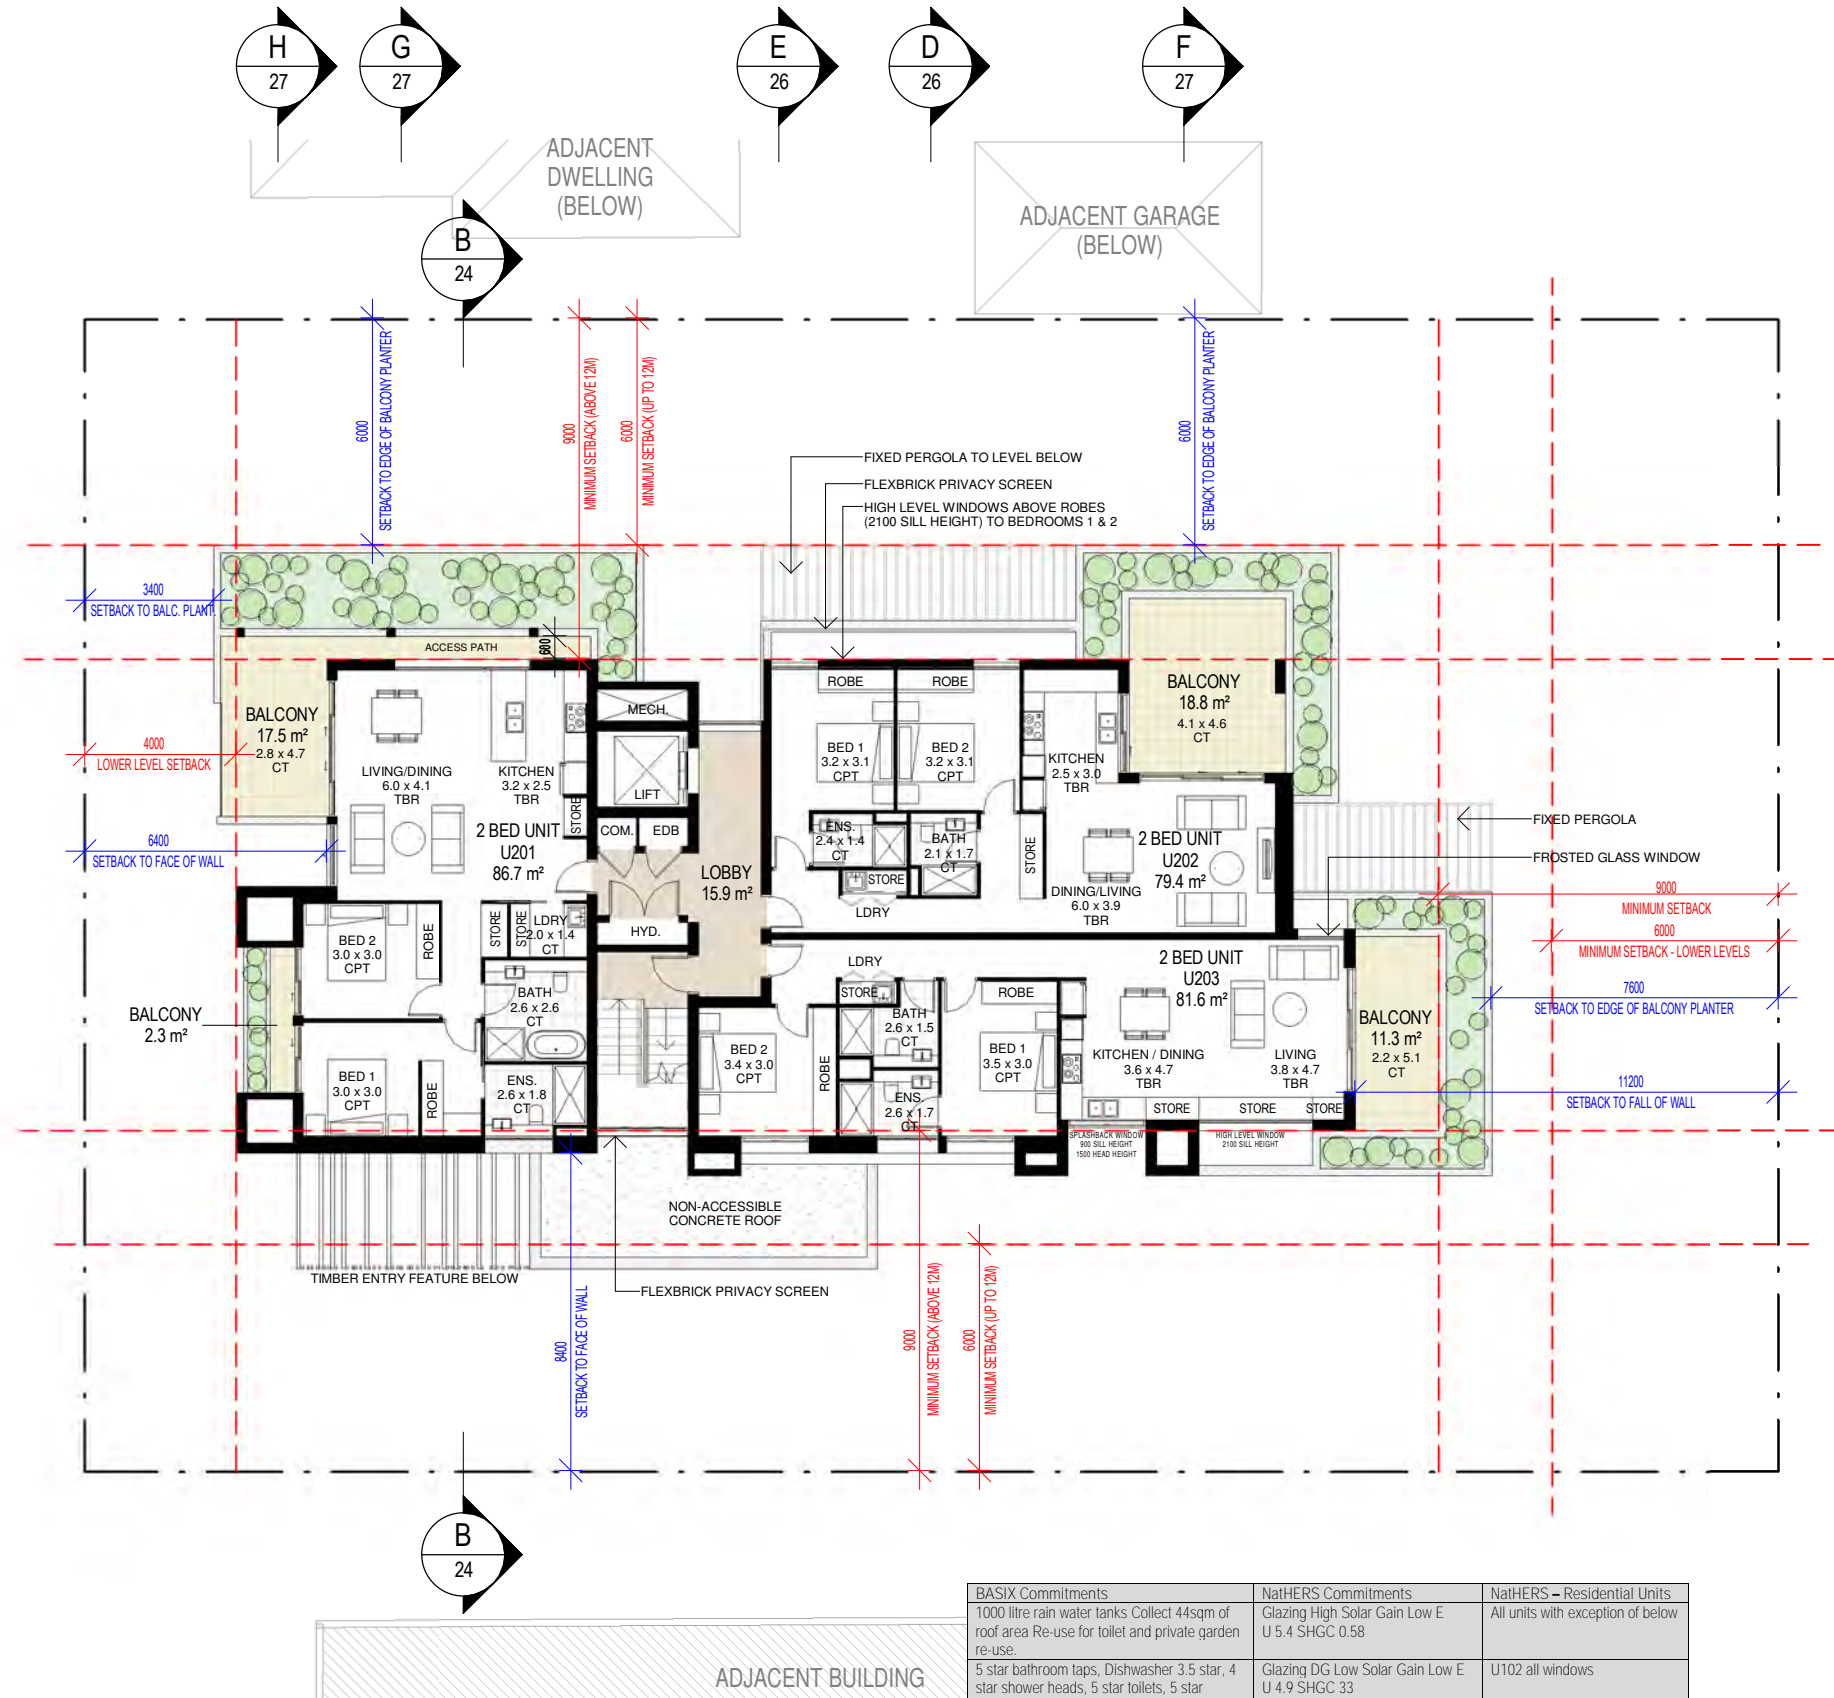 H
27
G
27
E
26
D
26
F
27
ADJACENT
DWELLING
(BELOW)
ADJACENT GARAGE
(BELOW)
B
24
6000
SETBACK TO EDGE OF BALCONY PLANTER
9000
MINIMUM SETBACK (ABOVE 12M)
6000
MINIMUM SETBACK (UP TO 12M)
6000
SETBACK TO EDGE OF BALCONY PLANTER
FIXED PERGOLA TO LEVEL BELOW
FLEXBRICK PRIVACY SCREEN
HIGH LEVEL WINDOWS ABOVE ROBES
(2100 SILL HEIGHT) TO BEDROOMS 1 & 2
3400
SETBACK TO BALC. PLANT.
ACCESS PATH
600
BALCONY
17.5 m²
2.8 x 4.7
CT
4000
LOWER LEVEL SETBACK
6400
SETBACK TO FACE OF WALL
LIVING/DINING
6.0 x 4.1
TBR
KITCHEN
3.2 x 2.5
TBR
STORE
2 BED UNIT
U201
86.7 m²
MECH.
LIFT
COM.
EDB
LOBBY
15.9 m²
HYD.
ROBE
ROBE
BED 1
3.2 x 3.1
CPT
BED 2
3.2 x 3.1
CPT
KITCHEN
2.5 x 3.0
TBR
BALCONY
18.8 m²
4.1 x 4.6
CT
ENS.
2.4 x 1.4
CT
BATH
2.1 x 1.7
CT
STORE
STORE
LDRY
2 BED UNIT
U202
79.4 m²
DINING/LIVING
6.0 x 3.9
TBR
FIXED PERGOLA
FROSTED GLASS WINDOW
9000
MINIMUM SETBACK
6000
MINIMUM SETBACK - LOWER LEVELS
7600
SETBACK TO EDGE OF BALCONY PLANTER
11200
SETBACK TO FALL OF WALL
BED 2
3.0 x 3.0
CPT
ROBE
STORE
STORE
LDRY
2.0 x 1.4
CT
BATH
2.6 x 2.6
CT
BALCONY
2.3 m²
BED 1
3.0 x 3.0
CPT
ROBE
ENS.
2.6 x 1.8
CT
LDRY
STORE
BED 2
3.4 x 3.0
CPT
ROBE
BATH
2.6 x 1.5
CT
ENS.
2.6 x 1.7
CT
ROBE
BED 1
3.5 x 3.0
CPT
2 BED UNIT
U203
81.6 m²
KITCHEN / DINING
3.6 x 4.7
TBR
LIVING
3.8 x 4.7
TBR
STORE
STORE
STORE
BALCONY
11.3 m²
2.2 x 5.1
CT
SPLASHBACK WINDOW
900 SILL HEIGHT
1500 HEAD HEIGHT
HIGH LEVEL WINDOW
2100 SILL HEIGHT
NON-ACCESSIBLE
CONCRETE ROOF
TIMBER ENTRY FEATURE BELOW
FLEXBRICK PRIVACY SCREEN
8400
SETBACK TO FACE OF WALL
9000
MINIMUM SETBACK (ABOVE 12M)
6000
MINIMUM SETBACK (UP TO 12M)
B
24
ADJACENT BUILDING
BASIX Commitments
NatHERS Commitments
NatHERS – Residential Units
1000 litre rain water tanks Collect 44sqm of
roof area Re-use for toilet and private garden
re-use.
Glazing High Solar Gain Low E
U 5.4 SHGC 0.58
All units with exception of below
5 star bathroom taps, Dishwasher 3.5 star, 4
star shower heads, 5 star toilets, 5 star
Glazing DG Low Solar Gain Low E
U 4.9 SHGC 33
U102 all windows